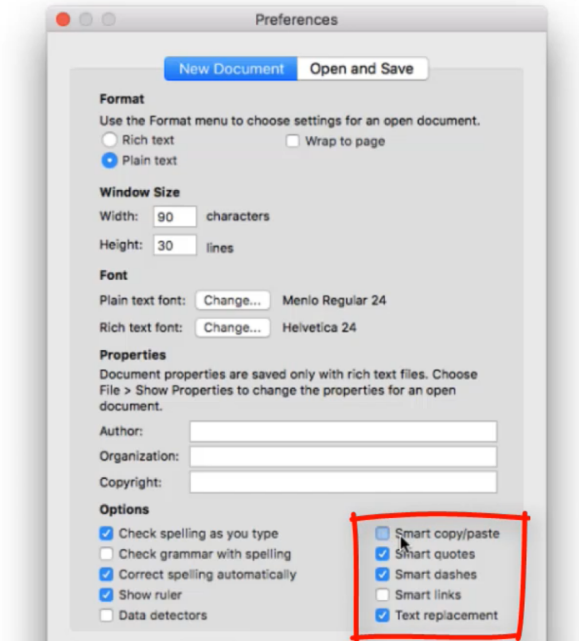 Preferences
New Document Open and Save
Format
Use the Format menu to choose settings for an open document.
Rich text Wrap to page
Plain text
Window Size
Width: 90 characters
Height: 30 lines
Font
Plain text font: Change... Menlo Regular 24
Rich text font: Change... Helvetica 24
Properties
Document properties are saved only with rich text files. Choose
File > Show Properties to change the properties for an open
document.
Author:
Organization:
Copyright:
Options
Check spelling as you type Smart copy/paste
Check grammar with spelling Smart quotes
Correct spelling automatically Smart dashes
Show ruler Smart links
Data detectors Text replacement